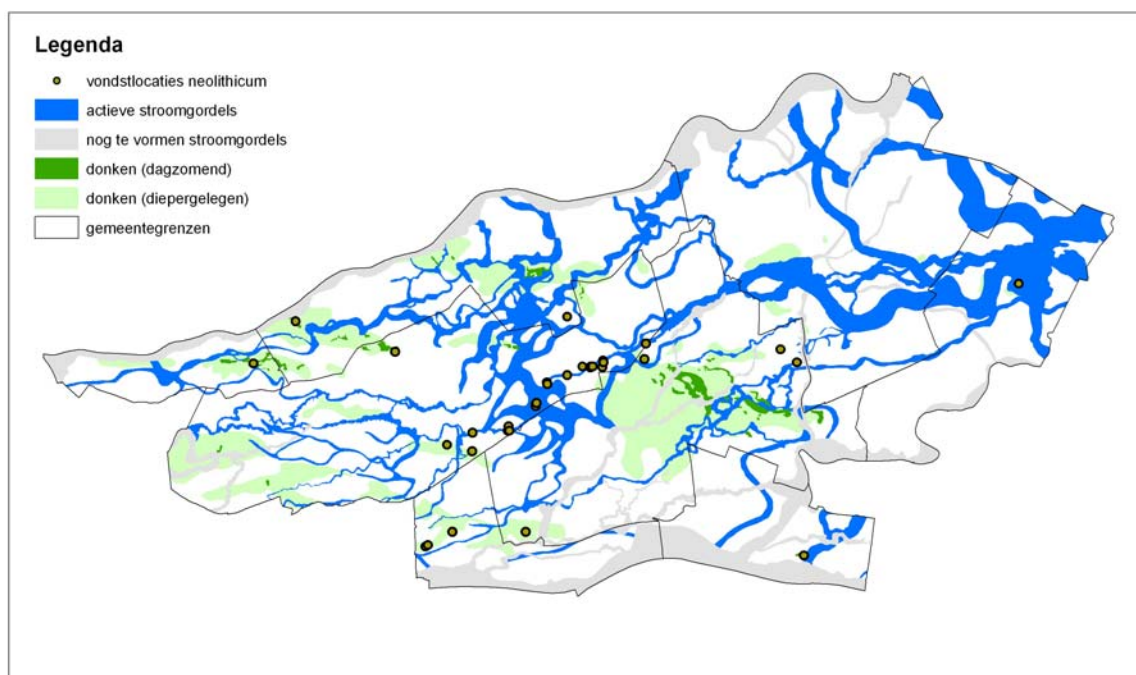 Legenda
vondstlocaties neolithicum
actieve stroomgordels
nog te vormen stroomgordels
donken (dagzomend)
donken (diepergelegen)
gemeentegrenzen